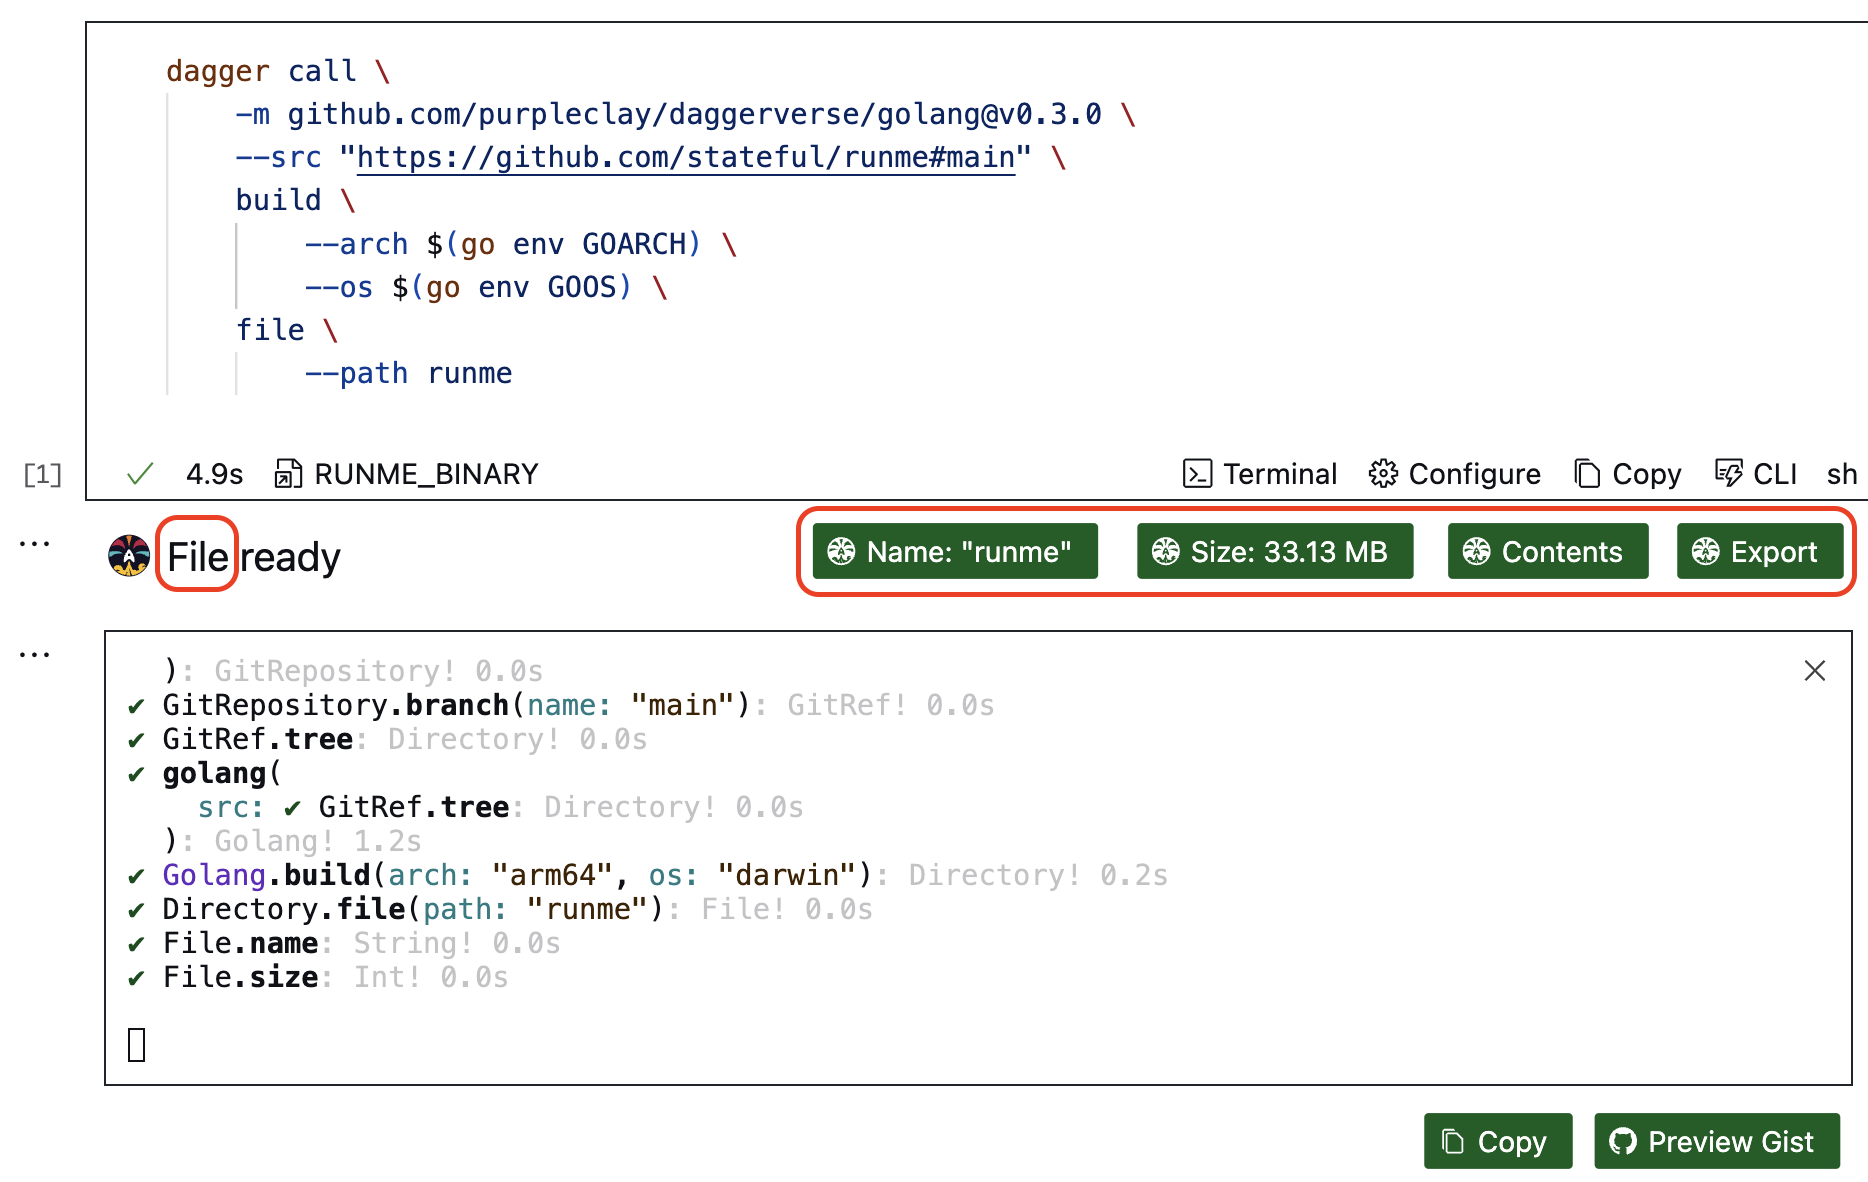 dagger call \
-m github.com/purpleclay/daggerverse/golang@v0.3.0 \
--src "https://github.com/stateful/runme#main" \
build \
--arch $(go env GOARCH) \
--os $(go env GOOS) \
file \
--path runme
[1] 4.9s RUNME_BINARY Terminal Configure Copy CLI sh
... File ready Name: "runme" Size: 33.13 MB Contents Export
...
): GitRepository! 0.0s
✔ GitRepository.branch(name: "main"): GitRef! 0.0s
✔ GitRef.tree: Directory! 0.0s
✔ golang(
src: ✔ GitRef.tree: Directory! 0.0s
): Golang! 1.2s
✔ Golang.build(arch: "arm64", os: "darwin"): Directory! 0.2s
✔ Directory.file(path: "runme"): File! 0.0s
✔ File.name: String! 0.0s
✔ File.size: Int! 0.0s
Copy Preview Gist